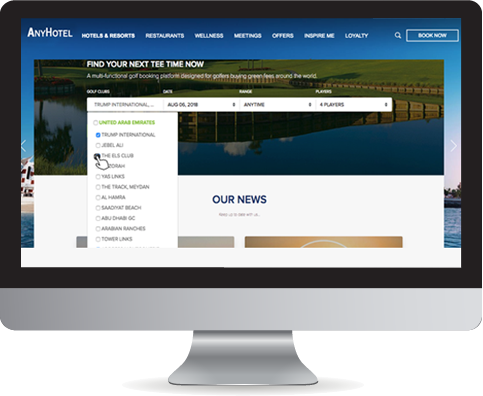 ANYHOTEL
HOTELS & RESORTS RESTAURANTS WELLNESS MEETINGS OFFERS INSPIRE ME LOYALTY BOOK NOW
FIND YOUR NEXT TEE TIME NOW
A multi-functional golf booking platform designed for golfers buying green fees around the world.
GOLF CLUBS DATE RANGE PLAYERS
TRUMP INTERNATIONAL, ... AUG 06, 2018 ANYTIME 4 PLAYERS
UNITED ARAB EMIRATES
TRUMP INTERNATIONAL
JEBEL ALI
THE ELS CLUB
YAS LINKS
THE TRACK, MEYDAN
AL HAMRA
SAADIYAT BEACH
ABU DHABI GC
ARABIAN RANCHES
TOWER LINKS
OUR NEWS